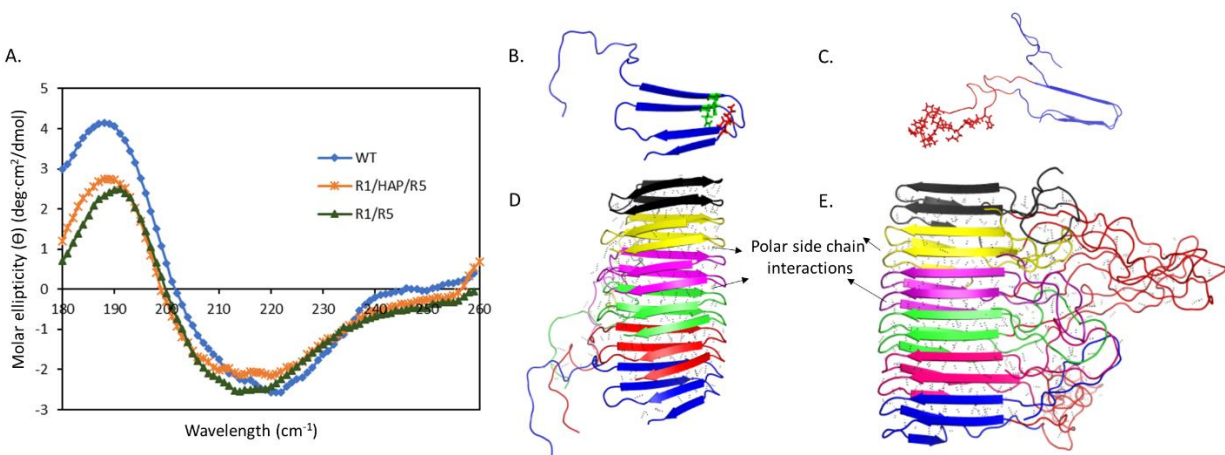 A.
B.
C.
Molar ellipticity (Θ) (deg·cm²/dmol)
5
4
3
2
1
0
-1
-2
-3
180
190
200
210
220
230
240
250
260
WT
R1/HAP/R5
R1/R5
Wavelength (cm⁻¹)
D
E.
Polar side chain
interactions